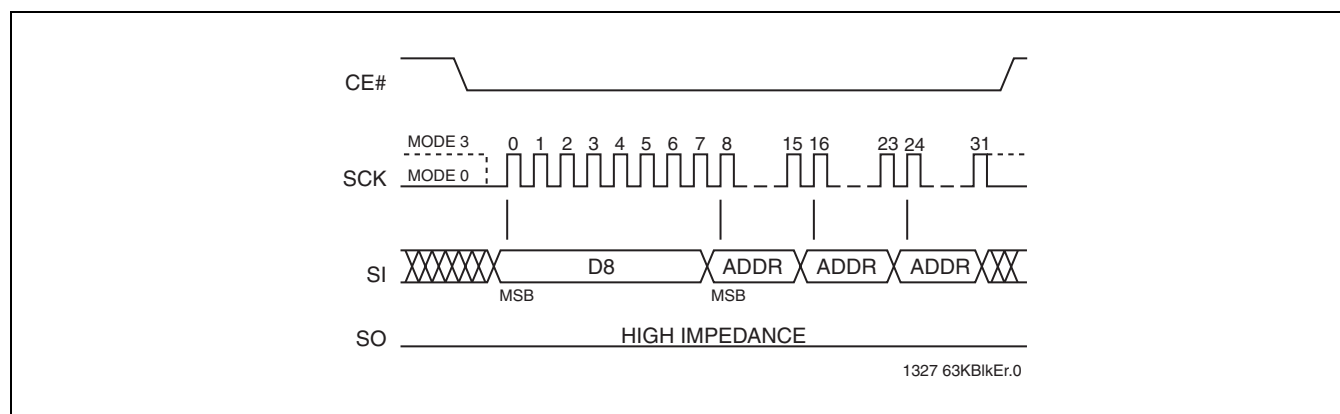 CE#
MODE 3 0 1 2 3 4 5 6 7 8 15 16 23 24 31
SCK MODE 0
SI D8 ADDR ADDR ADDR
MSB MSB
SO HIGH IMPEDANCE
1327 63KBlkEr.0